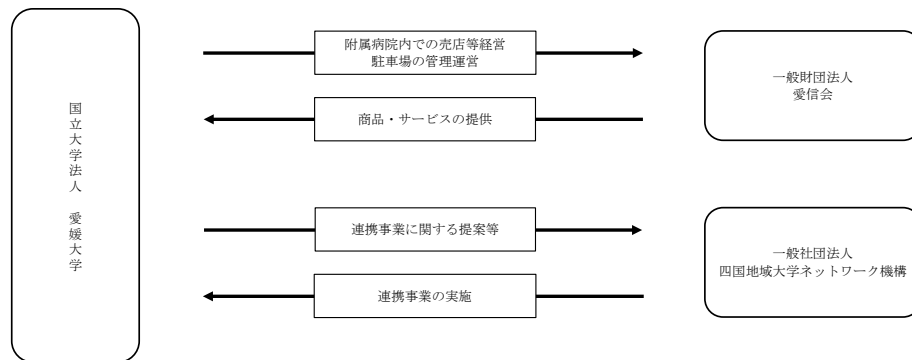 国立大学法人 愛媛大学
附属病院内での売店等経営
駐車場の管理運営
商品・サービスの提供
一般財団法人
愛信会
連携事業に関する提案等
連携事業の実施
一般社団法人
四国地域大学ネットワーク機構